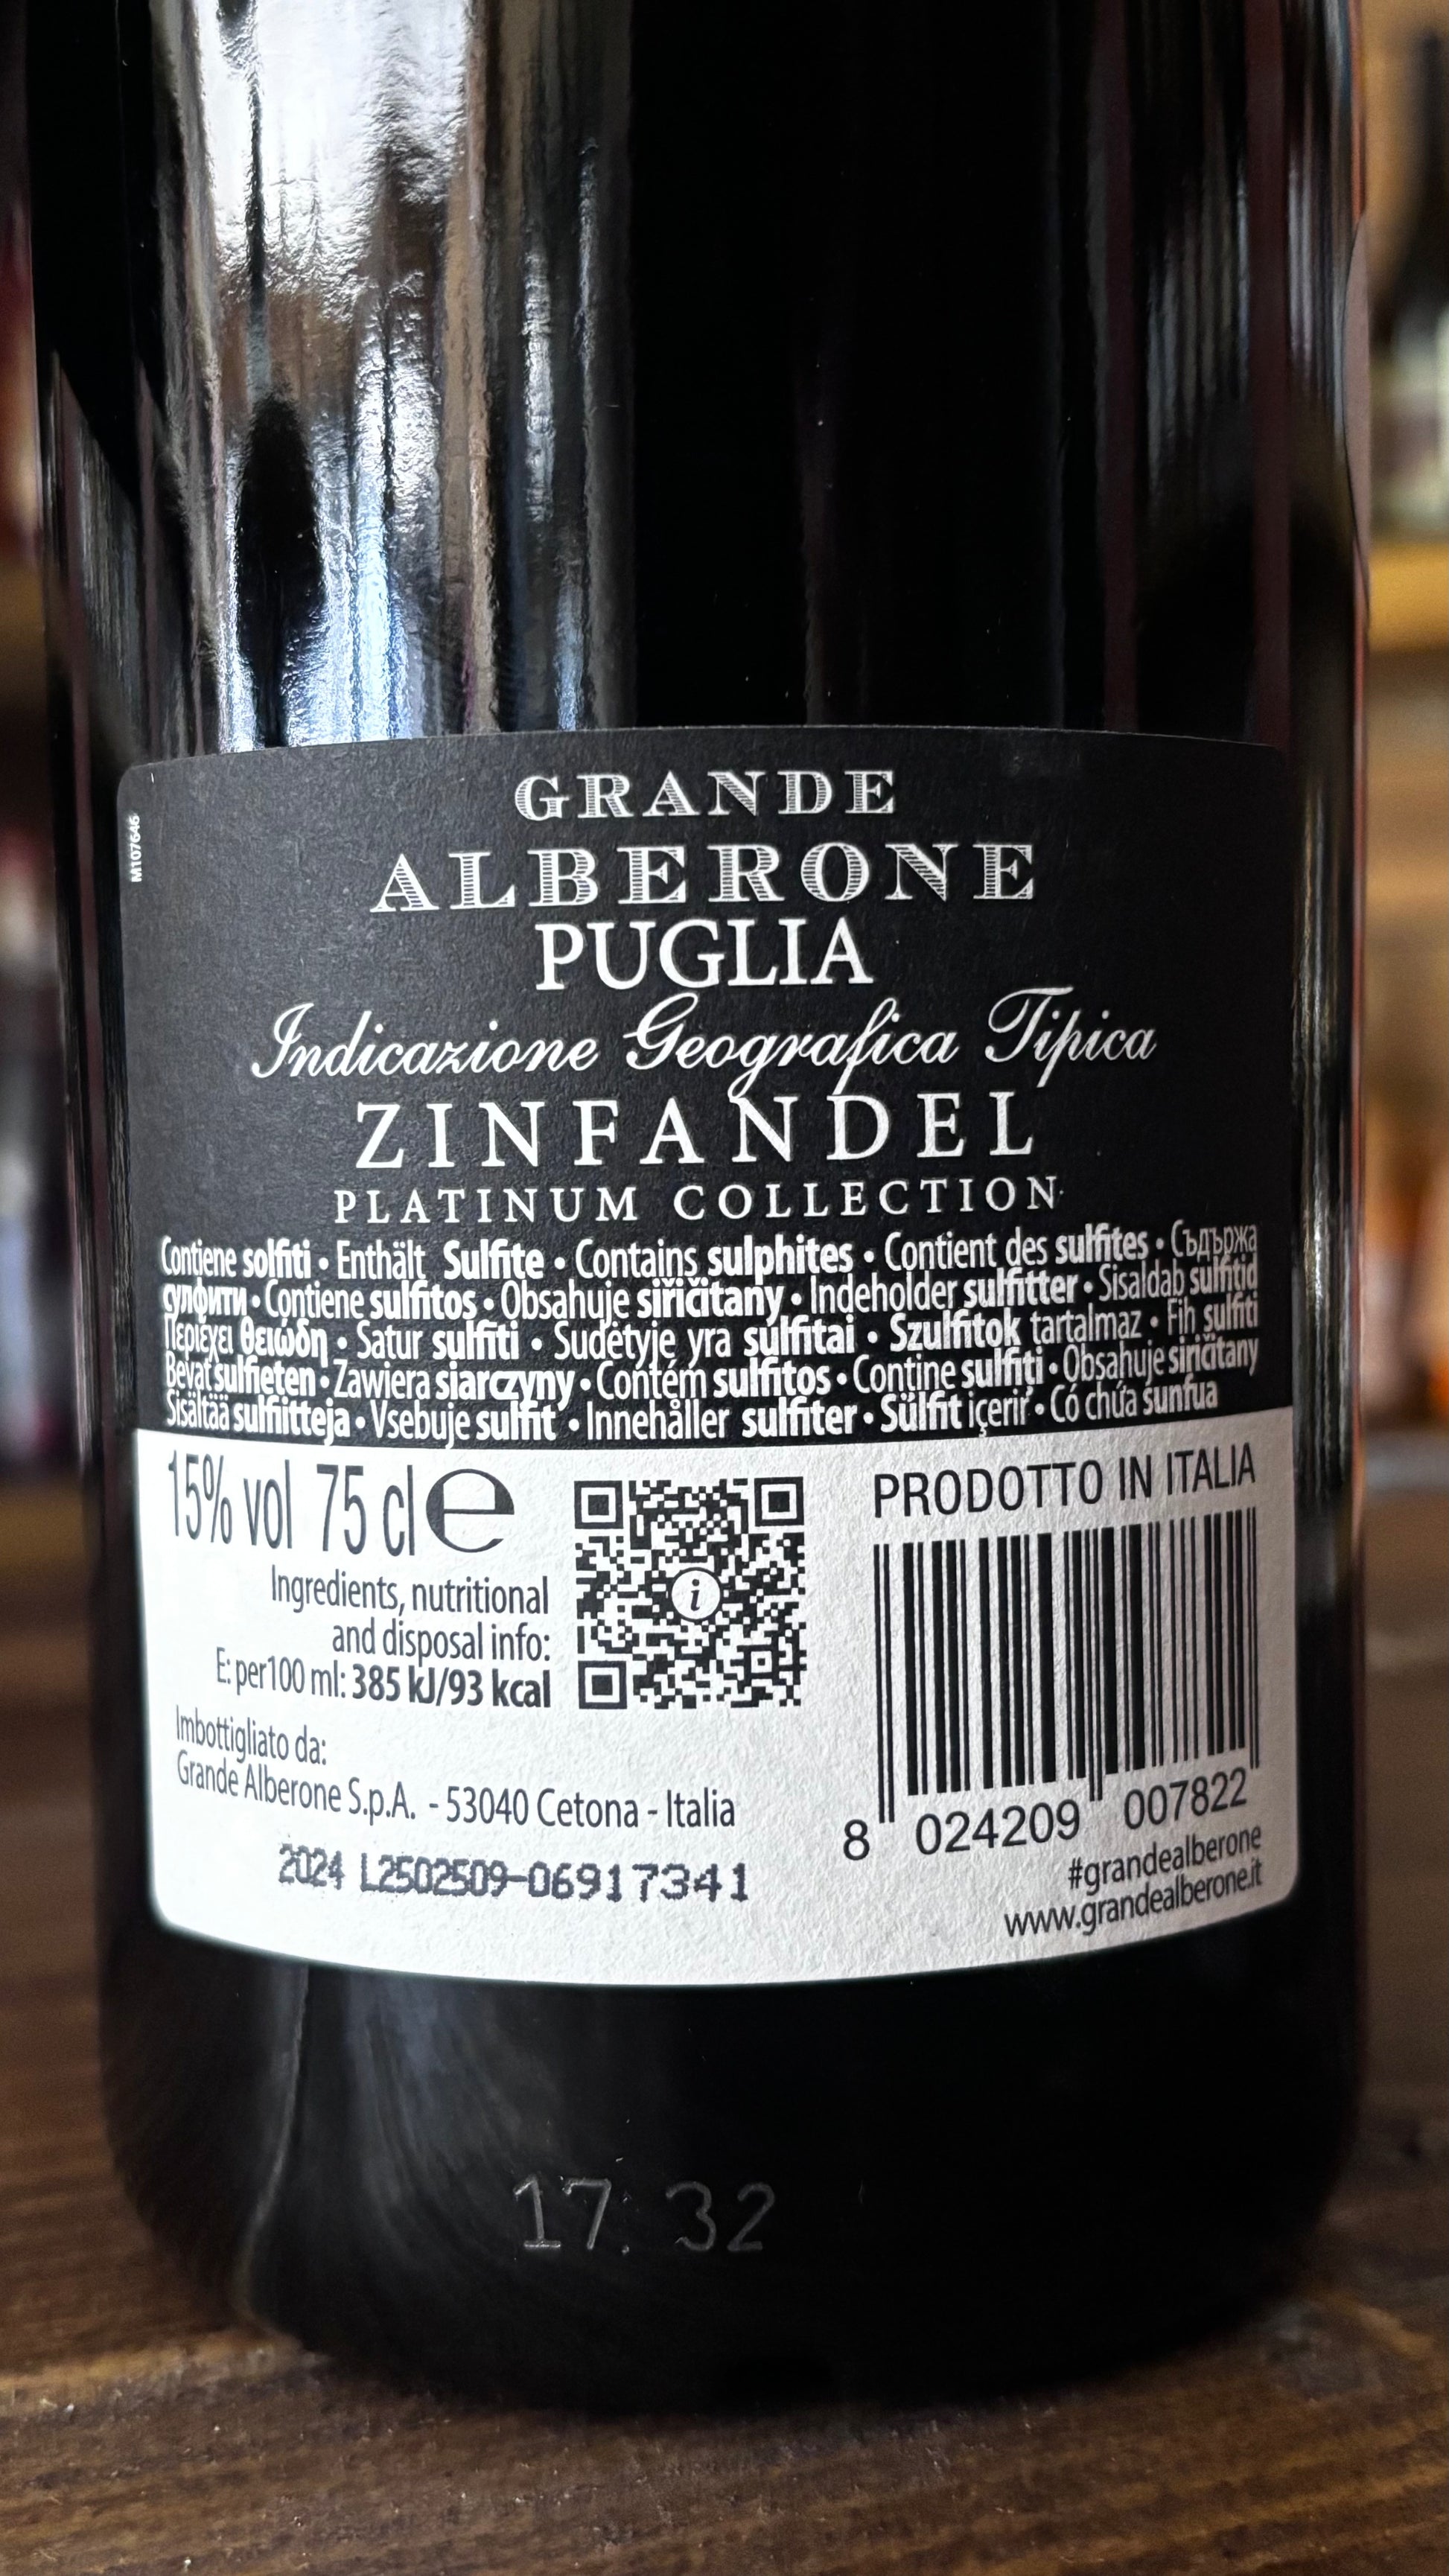 M107646
GRANDE
ALBERONE
PUGLIA
Indicazione Geografica Tipica
ZINFANDEL
PLATINUM COLLECTION
Contiene solfiti • Enthält Sulfite • Contains sulphites • Contient des sulfites • Съдържа
сулфити • Contiene sulfitos • Obsahuje siřičitany • Indeholder sulfitter • Sisaldab sulfitid
Περιέχει θειώδη • Satur sulfīti • Sudėtyje yra sulfitai • Szulfitok tartalmaz • Fih sulfiti
Bevat sulfieten • Zawiera siarczyny • Contém sulfitos • Contine sulfiți • Obsahuje siričitany
Sisältää sulfiitteja • Vsebuje sulfit • Innehåller sulfiter • Sülfit içerir • Có chứa sunfua
15% vol 75 cl e
Ingredients, nutritional
and disposal info:
E: per100 ml: 385 kJ/93 kcal
i
PRODOTTO IN ITALIA
8 024209 007822
Imbottigliato da:
Grande Alberone S.p.A. - 53040 Cetona - Italia
2024 L2502509-06917341
#grandealberone
www.grandealberone.it
17: 32